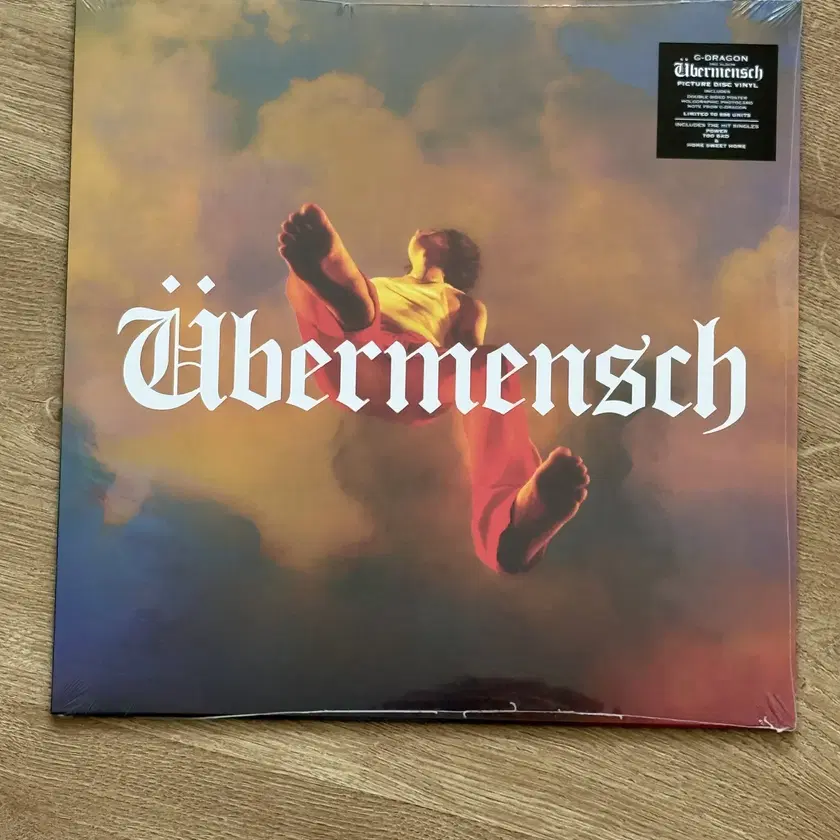 G-DRAGON
Übermensch
PICTURE DISC VINYL
INCLUDES
DOUBLE SIDED POSTER
HOLOGRAPHIC PHOTOCARD
NOTE FROM G-DRAGON
INCLUDES THE HIT SINGLES
POWER
TOO BAD
&
HOME SWEET HOME
Übermensch